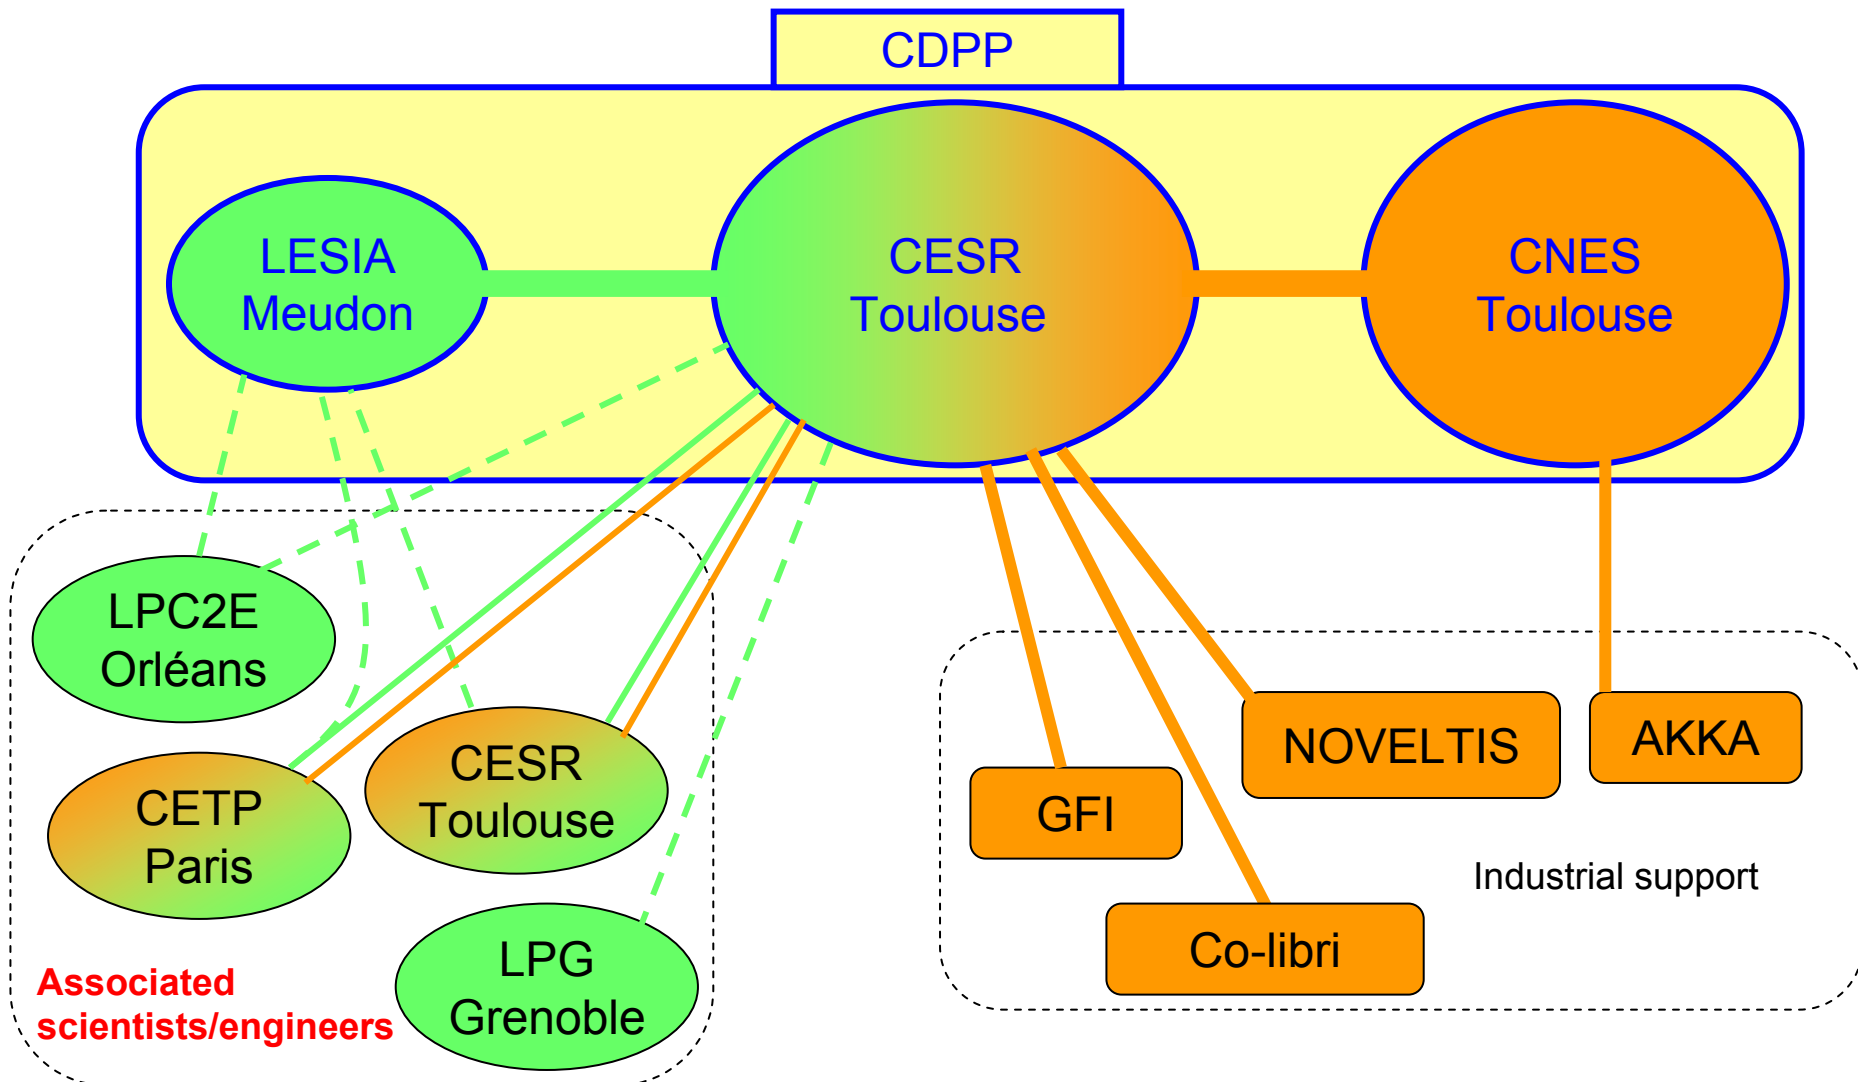 CDPP
LESIA
Meudon
CESR
Toulouse
CNES
Toulouse
LPC2E
Orléans
CETP
Paris
CESR
Toulouse
LPG
Grenoble
Associated
scientists/engineers
GFI
NOVELTIS
AKKA
Co-libri
Industrial support